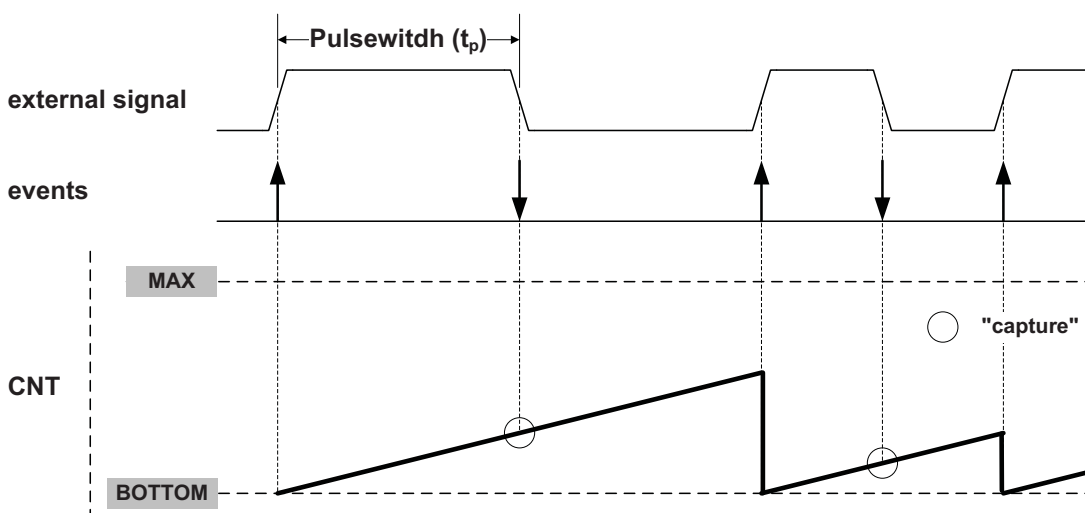 Pulsewitdh (tp)
external signal
events
MAX
"capture"
CNT
BOTTOM